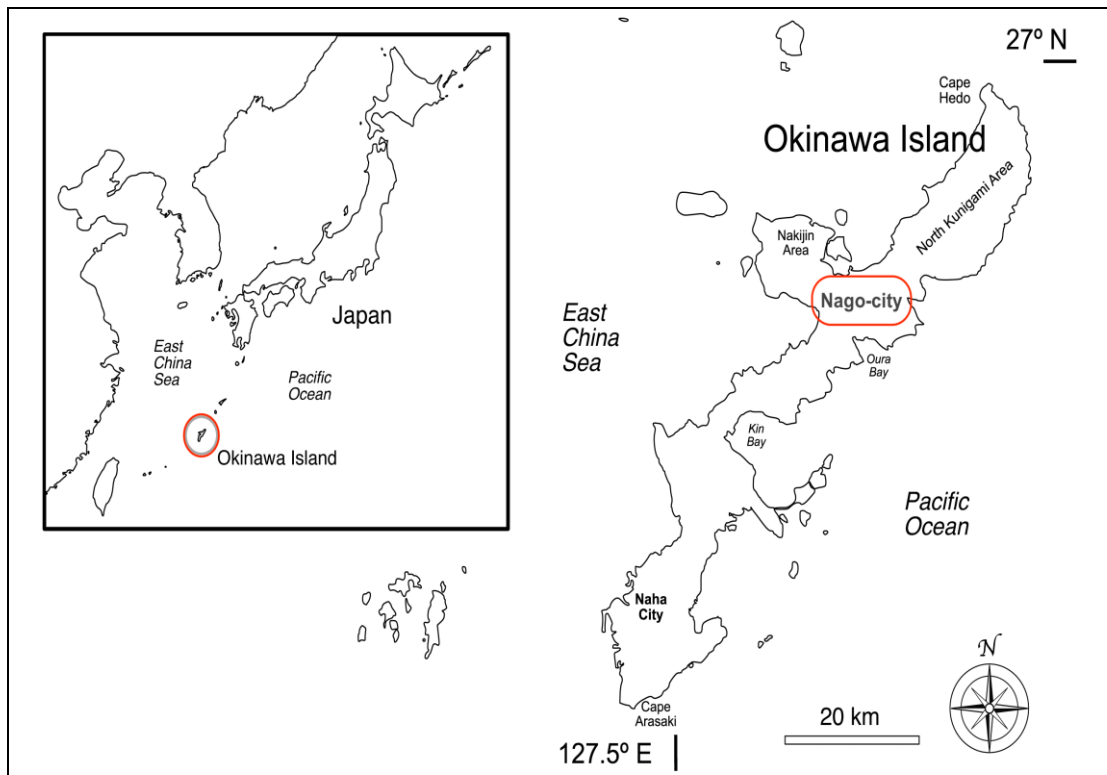 Japan
East
China
Sea
Pacific
Ocean
Okinawa Island
27º N
Cape
Hedo
Okinawa Island
North Kunigami Area
Nakijin
Area
Nago-city
East
China
Sea
Oura
Bay
Kin
Bay
Pacific
Ocean
Naha
City
Cape
Arasaki
N
20 km
127.5º E